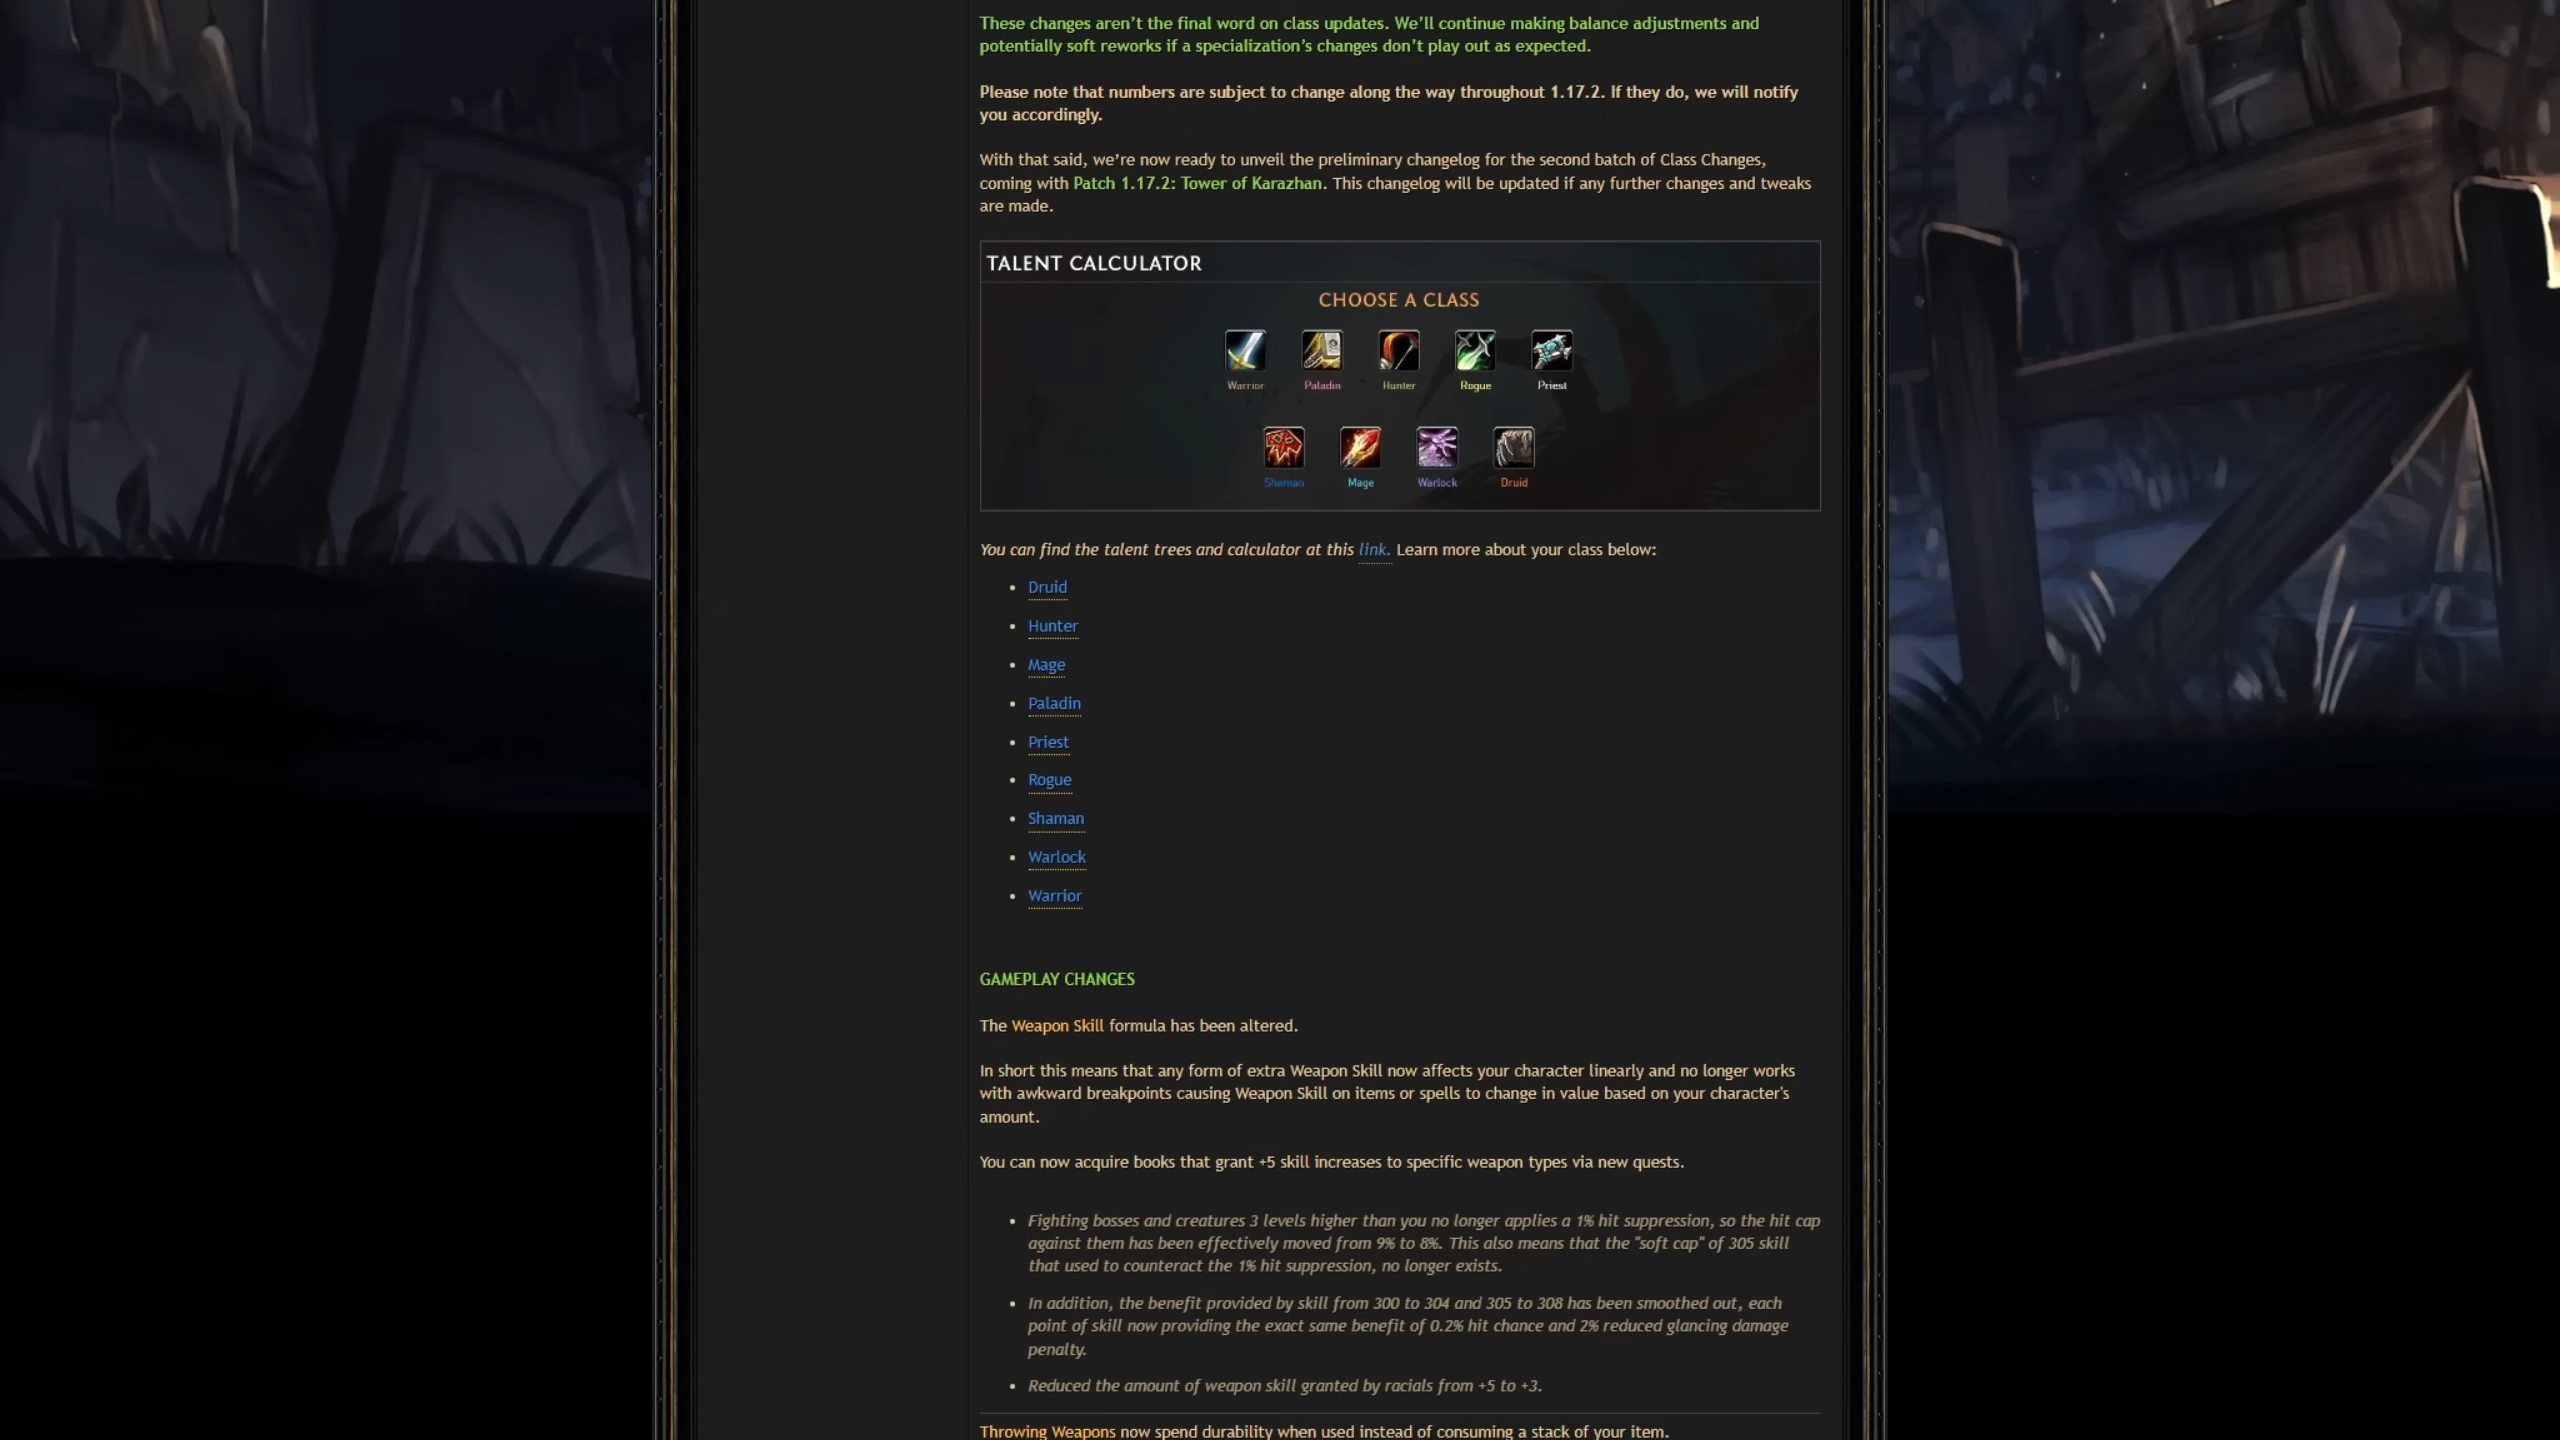 These changes aren’t the final word on class updates. We’ll continue making balance adjustments and
potentially soft reworks if a specialization’s changes don’t play out as expected.
Please note that numbers are subject to change along the way throughout 1.17.2. If they do, we will notify
you accordingly.
With that said, we’re now ready to unveil the preliminary changelog for the second batch of Class Changes,
coming with Patch 1.17.2: Tower of Karazhan. This changelog will be updated if any further changes and tweaks
are made.
TALENT CALCULATOR
CHOOSE A CLASS
Warrior Paladin Hunter Rogue Priest
Shaman Mage Warlock Druid
You can find the talent trees and calculator at this link. Learn more about your class below:
• Druid
• Hunter
• Mage
• Paladin
• Priest
• Rogue
• Shaman
• Warlock
• Warrior
GAMEPLAY CHANGES
The Weapon Skill formula has been altered.
In short this means that any form of extra Weapon Skill now affects your character linearly and no longer works
with awkward breakpoints causing Weapon Skill on items or spells to change in value based on your character's
amount.
You can now acquire books that grant +5 skill increases to specific weapon types via new quests.
• Fighting bosses and creatures 3 levels higher than you no longer applies a 1% hit suppression, so the hit cap
against them has been effectively moved from 9% to 8%. This also means that the "soft cap" of 305 skill
that used to counteract the 1% hit suppression, no longer exists.
• In addition, the benefit provided by skill from 300 to 304 and 305 to 308 has been smoothed out, each
point of skill now providing the exact same benefit of 0.2% hit chance and 2% reduced glancing damage
penalty.
• Reduced the amount of weapon skill granted by racials from +5 to +3.
Throwing Weapons now spend durability when used instead of consuming a stack of your item.